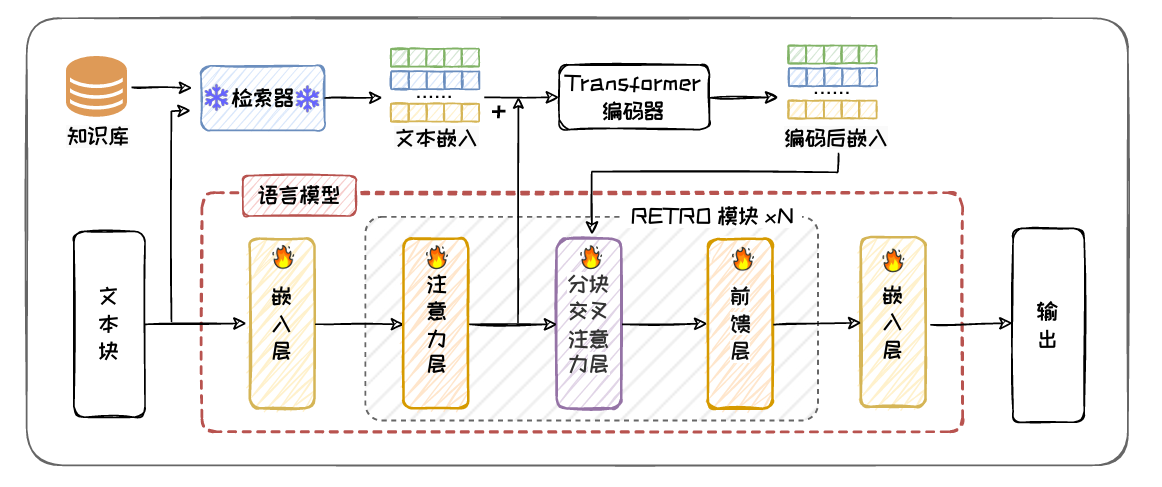 知识库
检索器
......
文本嵌入
+
Transformer
编码器
......
编码后嵌入
语言模型
RETRO 模块 xN
文
本
块
嵌
入
层
注
意
力
层
分块
交叉
注意
力层
前
馈
层
嵌
入
层
输
出